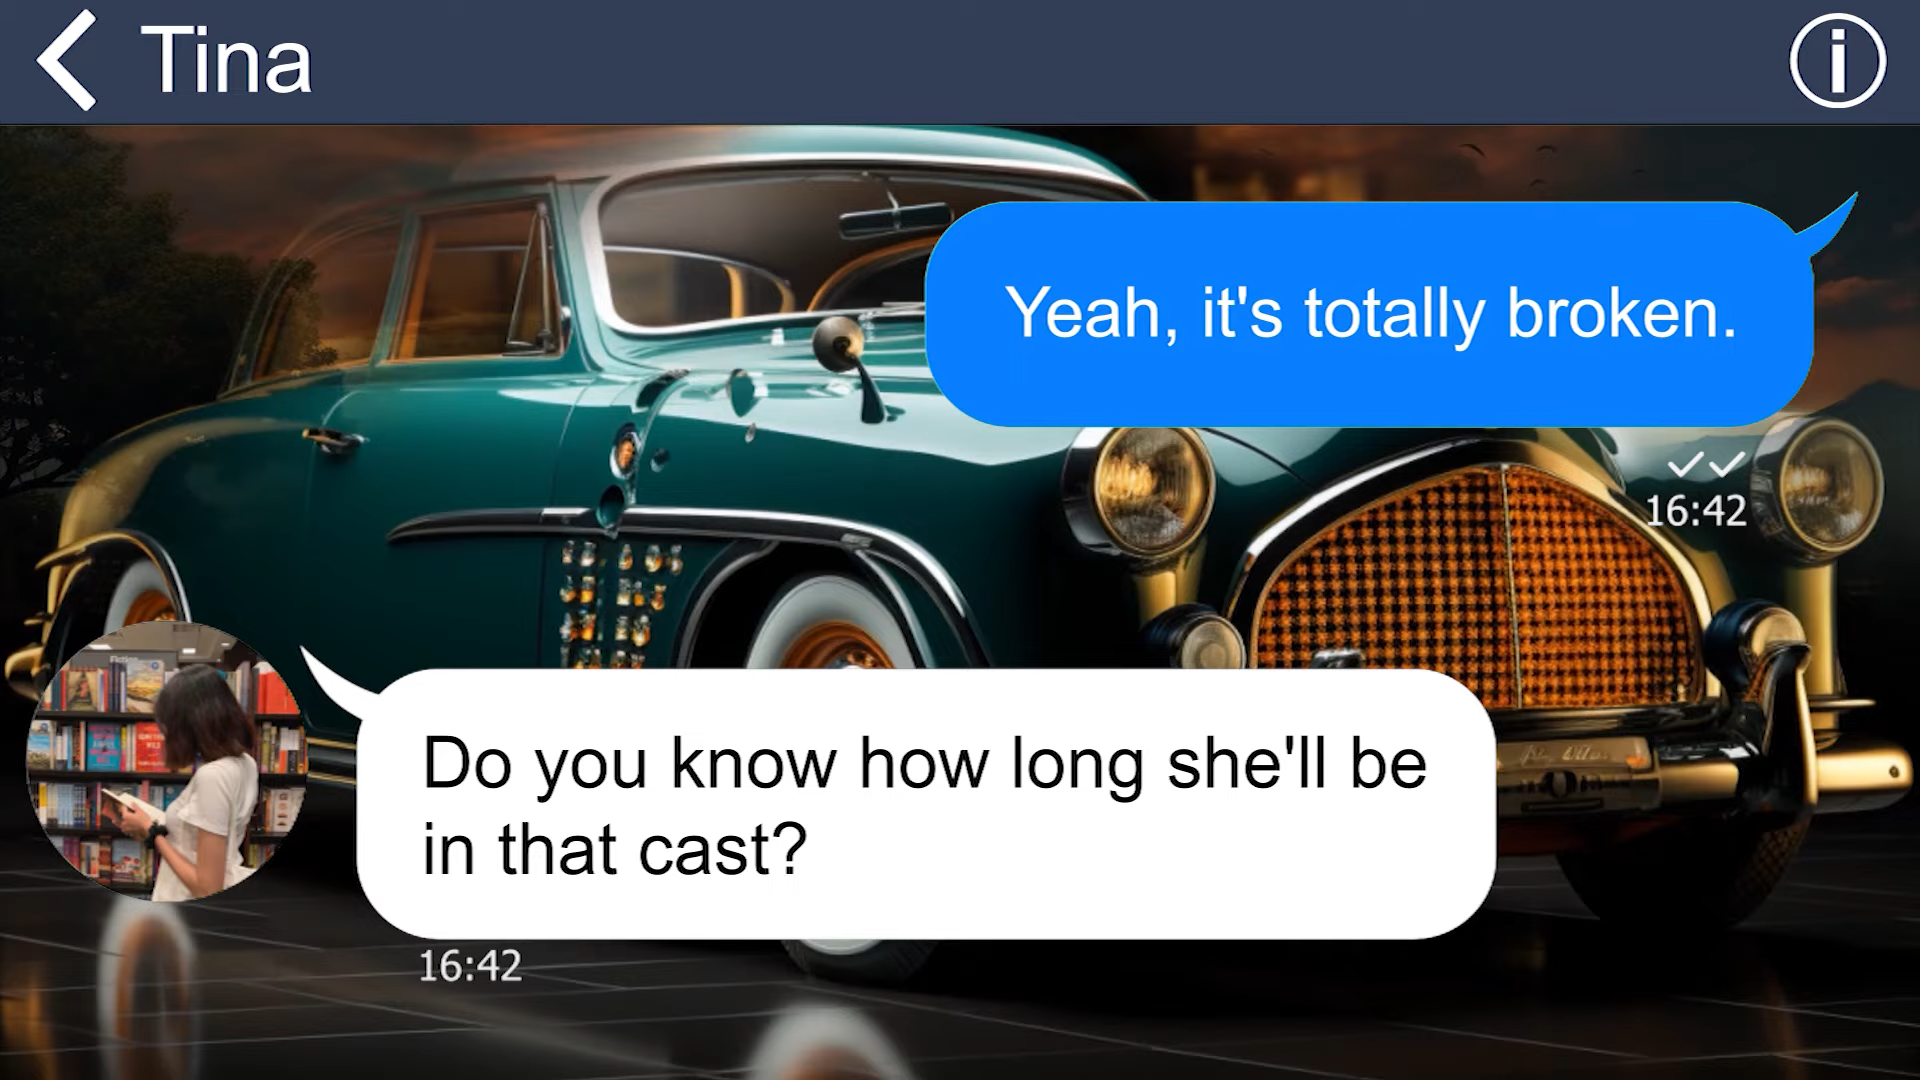 Tina
Yeah, it's totally broken.
16:42
Do you know how long she'll be
in that cast?
16:42